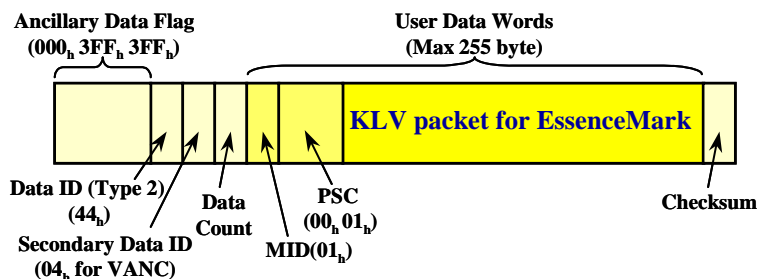 Ancillary Data Flag
(000h 3FFh 3FFh)
User Data Words
(Max 255 byte)
KLV packet for EssenceMark
Data ID (Type 2)
(44h)
Secondary Data ID
(04h for VANC)
Data
Count
MID(01h)
PSC
(00h 01h)
Checksum